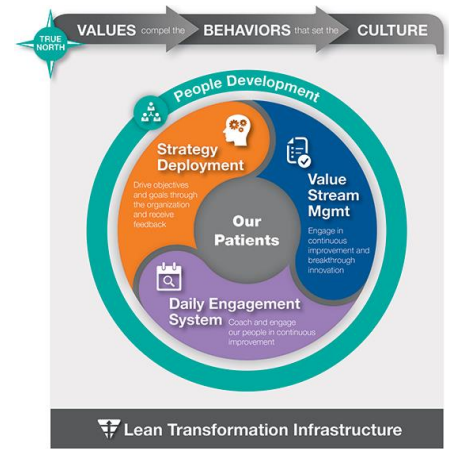 TRUE
NORTH
VALUES compel the BEHAVIORS that set the CULTURE
People Development
Strategy
Deployment
Drive objectives
and goals through
the organization
and receive
feedback
Value
Stream
Mgmt
Engage in
continuous
improvement and
breakthrough
innovation
Our
Patients
Daily Engagement
System
Coach and engage
our people in continuous
improvement
Lean Transformation Infrastructure